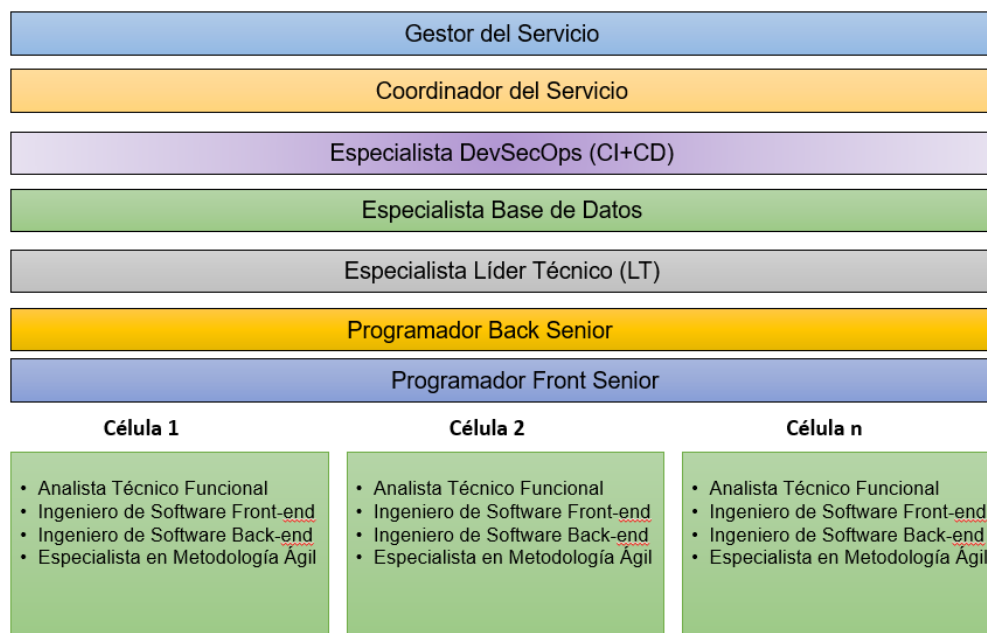 Gestor del Servicio
Coordinador del Servicio
Especialista DevSecOps (CI+CD)
Especialista Base de Datos
Especialista Líder Técnico (LT)
Programador Back Senior
Programador Front Senior
Célula 1
• Analista Técnico Funcional
• Ingeniero de Software Front-end
• Ingeniero de Software Back-end
• Especialista en Metodología Ágil
Célula 2
• Analista Técnico Funcional
• Ingeniero de Software Front-end
• Ingeniero de Software Back-end
• Especialista en Metodología Ágil
Célula n
• Analista Técnico Funcional
• Ingeniero de Software Front-end
• Ingeniero de Software Back-end
• Especialista en Metodología Ágil